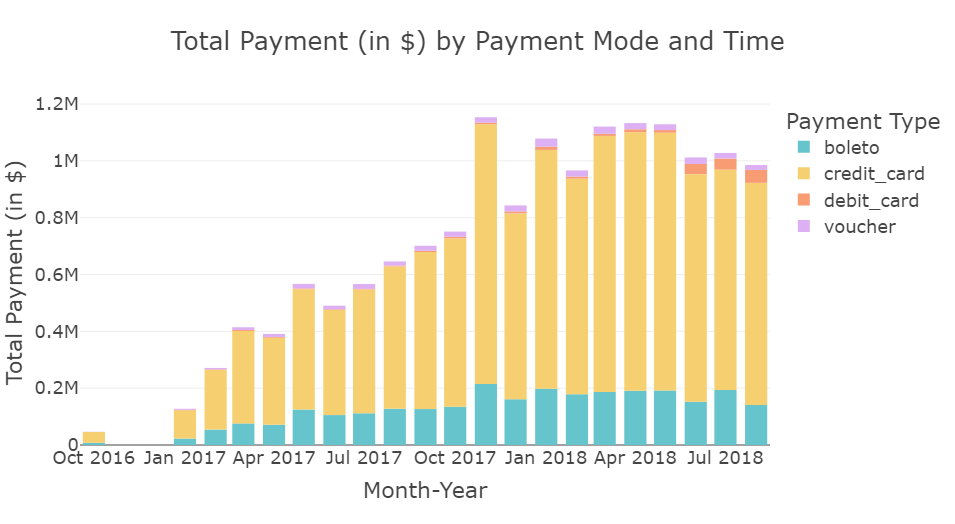 Total Payment (in $) by Payment Mode and Time
Total Payment (in $)
1.2M
1M
0.8M
0.6M
0.4M
0.2M
0
Oct 2016 Jan 2017 Apr 2017 Jul 2017 Oct 2017 Jan 2018 Apr 2018 Jul 2018
Month-Year
Payment Type
boleto
credit_card
debit_card
voucher